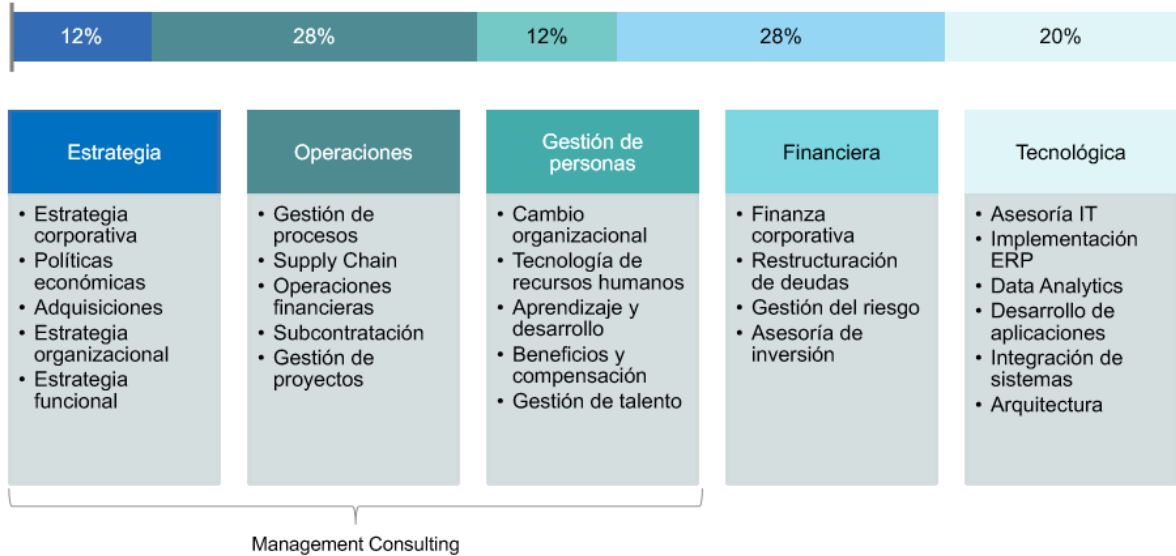 12%
28%
12%
28%
20%
Estrategia
• Estrategia
corporativa
• Políticas
económicas
• Adquisiciones
• Estrategia
organizacional
• Estrategia
funcional
Operaciones
• Gestión de
procesos
• Supply Chain
• Operaciones
financieras
• Subcontratación
• Gestión de
proyectos
Gestión de
personas
• Cambio
organizacional
• Tecnología de
recursos humanos
• Aprendizaje y
desarrollo
• Beneficios y
compensación
• Gestión de talento
Financiera
• Finanza
corporativa
• Restructuración
de deudas
• Gestión del riesgo
• Asesoría de
inversión
Tecnológica
• Asesoría IT
• Implementación
ERP
• Data Analytics
• Desarrollo de
aplicaciones
• Integración de
sistemas
• Arquitectura
Management Consulting